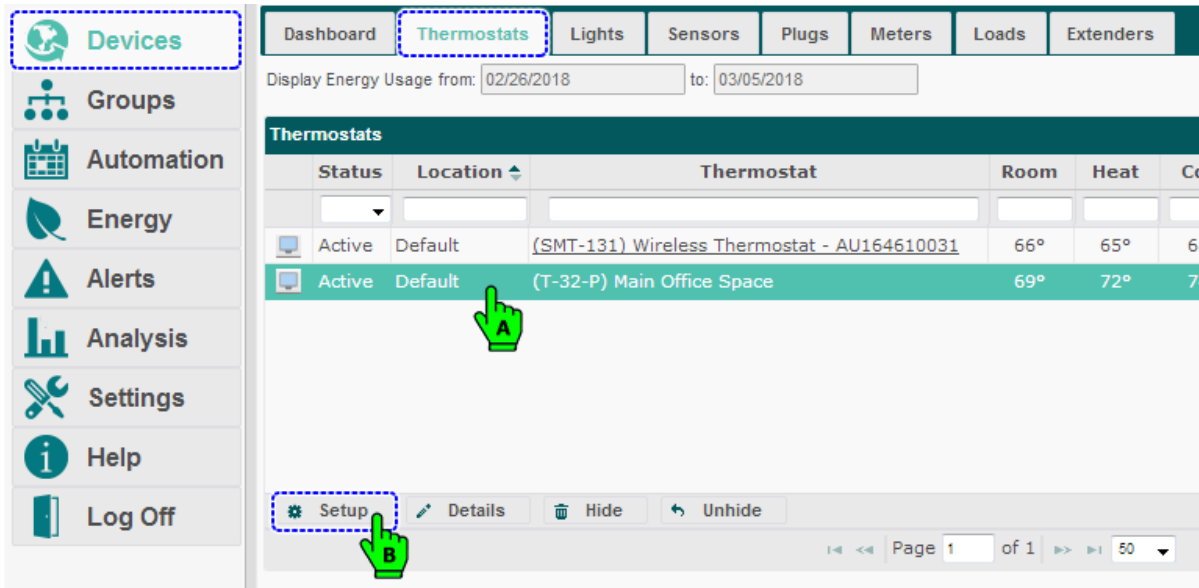 Devices
Groups
Automation
Energy
Alerts
Analysis
Settings
Help
Log Off
Dashboard Thermostats Lights Sensors Plugs Meters Loads Extenders
Display Energy Usage from: 02/26/2018 to: 03/05/2018
Thermostats
Status Location Thermostat Room Heat
Active Default (SMT-131) Wireless Thermostat - AU164610031 66° 65° 6
Active Default (T-32-P) Main Office Space 69° 72° 7
A
Setup Details Hide Unhide
B
Page 1 of 1 50